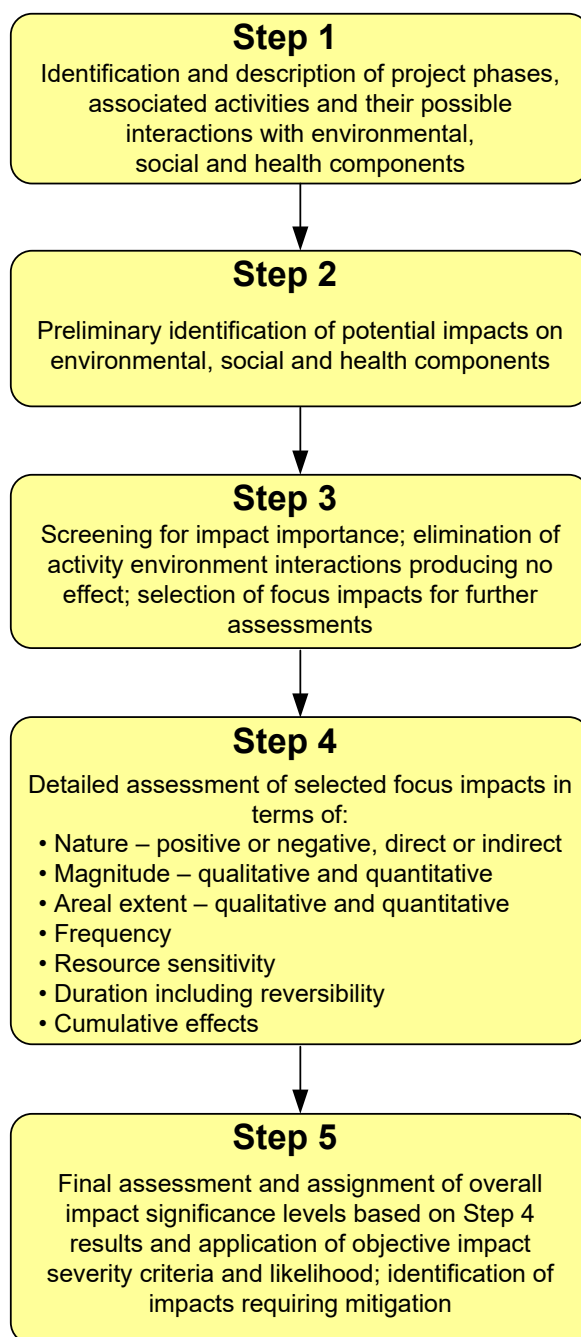 Step 1
Identification and description of project phases,
associated activities and their possible
interactions with environmental,
social and health components
Step 2
Preliminary identification of potential impacts on
environmental, social and health components
Step 3
Screening for impact importance; elimination of
activity environment interactions producing no
effect; selection of focus impacts for further
assessments
Step 4
Detailed assessment of selected focus impacts in
terms of:
• Nature – positive or negative, direct or indirect
• Magnitude – qualitative and quantitative
• Areal extent – qualitative and quantitative
• Frequency
• Resource sensitivity
• Duration including reversibility
• Cumulative effects
Step 5
Final assessment and assignment of overall
impact significance levels based on Step 4
results and application of objective impact
severity criteria and likelihood; identification of
impacts requiring mitigation